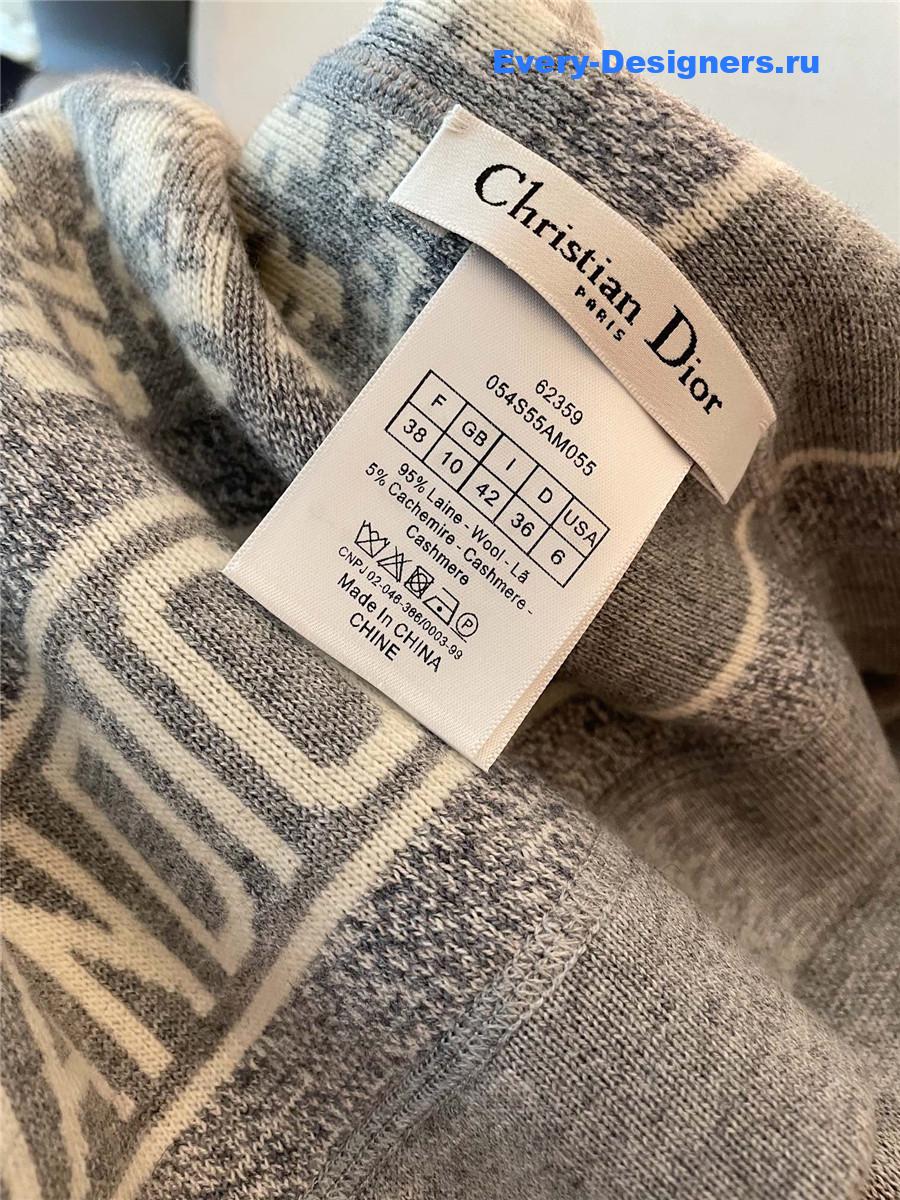 Every-Designers.ru
Christian Dior
PARIS
62359
054S55AM055
F GB I D USA
38 10 42 36 6
95% Laine - Wool - Lã
5% Cachemire - Cashmere -
Cashmere
P
CNPJ 02-046-366/0003-99
Made In CHINA
CHINE